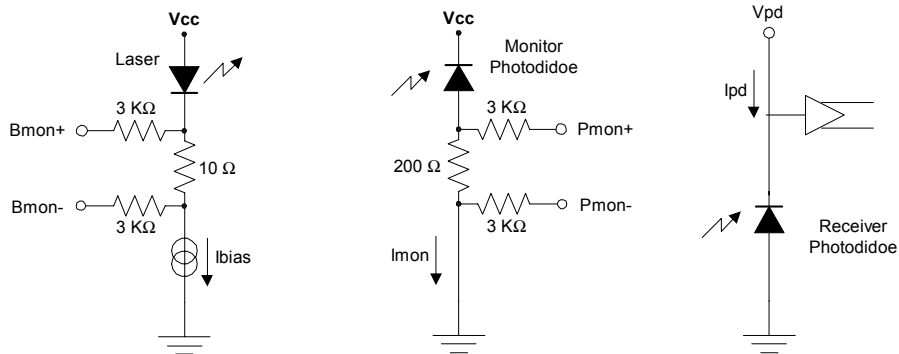 Vcc
Laser
3 KΩ
Bmon+
10 Ω
Bmon-
3 KΩ
Ibias
Vcc
Monitor
Photodidoe
3 KΩ
Pmon+
200 Ω
Pmon-
3 KΩ
Imon
Vpd
Ipd
Receiver
Photodidoe